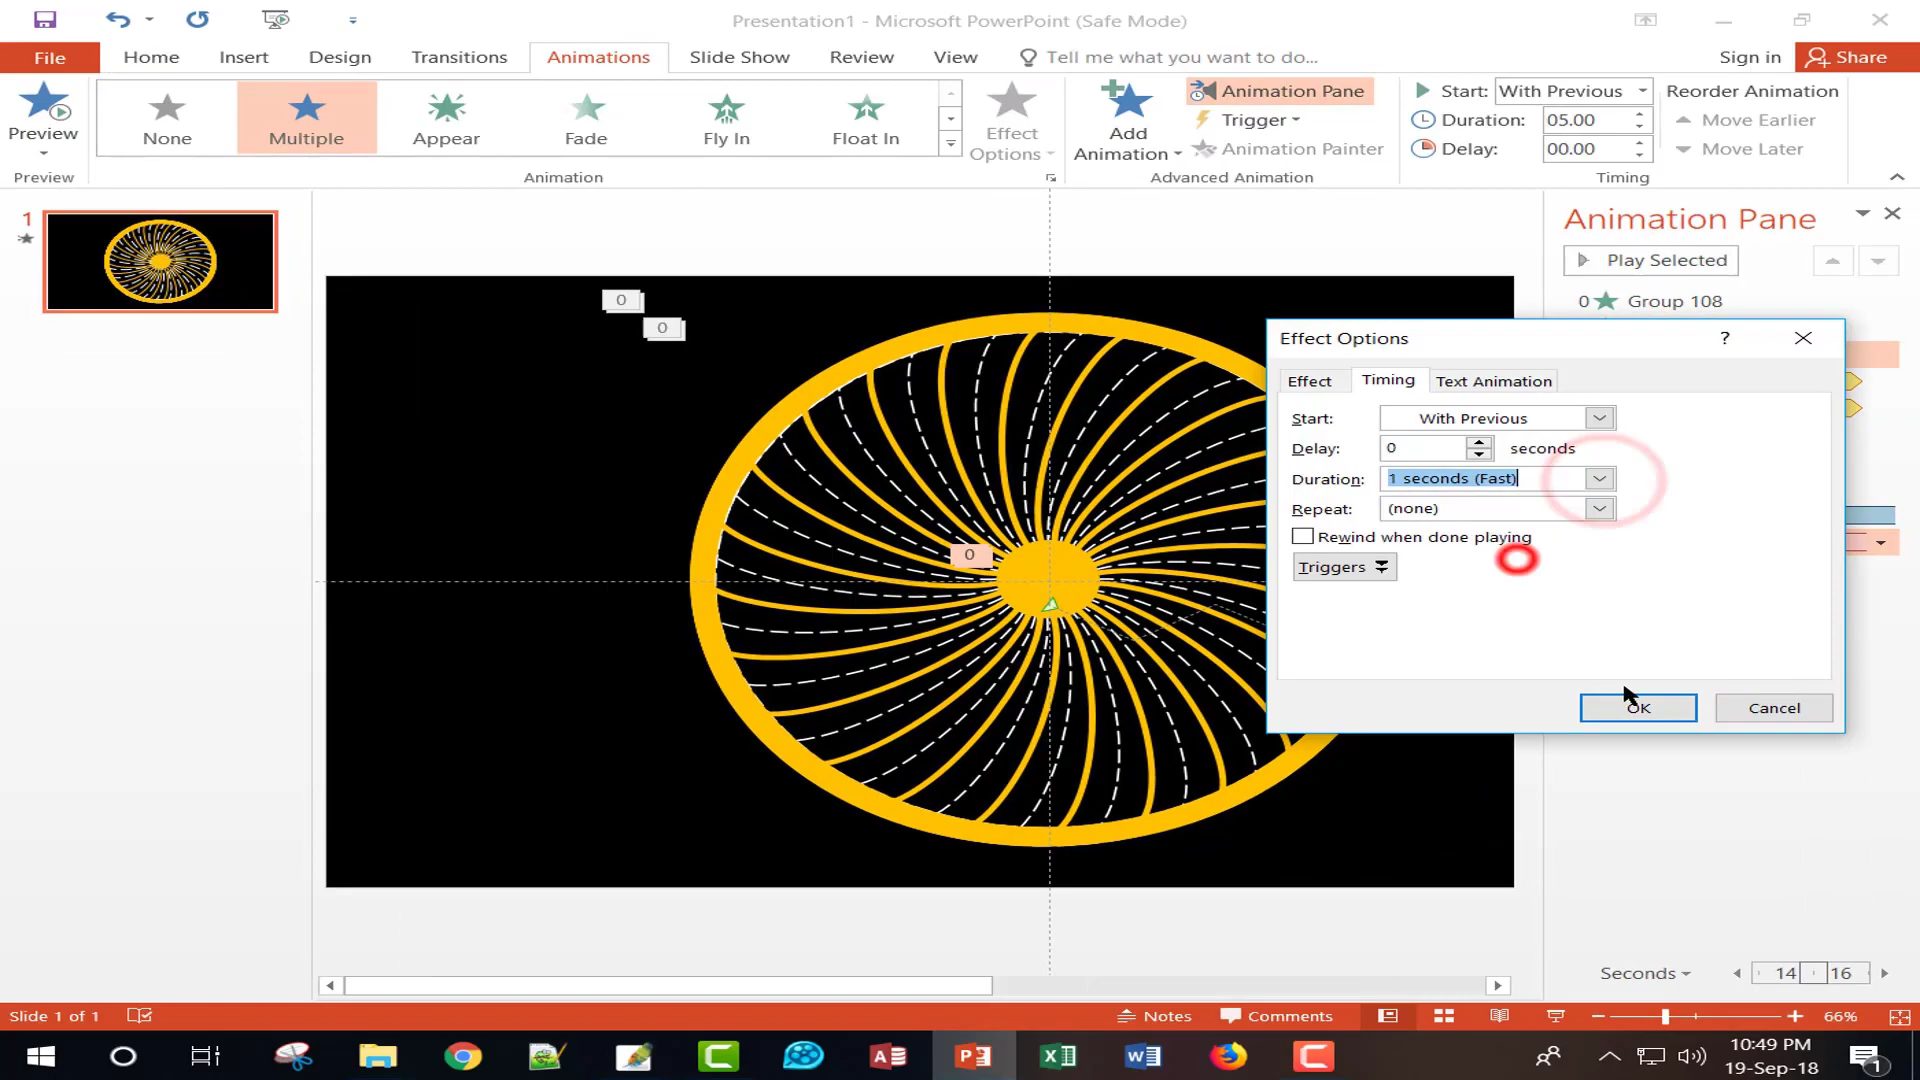 Presentation1 - Microsoft PowerPoint (Safe Mode)
File
Home
Insert
Design
Transitions
Animations
Slide Show
Review
View
Tell me what you want to do...
Sign in
Share
Preview
None
Multiple
Appear
Fade
Fly In
Float In
Effect Options
Add Animation
Animation Pane
Trigger
Animation Painter
Start: With Previous
Duration: 05.00
Delay: 00.00
Reorder Animation
Move Earlier
Move Later
Preview
Animation
Advanced Animation
Timing
1
0
0
0
Animation Pane
Play Selected
0 Group 108
Effect Options
?
Effect
Timing
Text Animation
Start: With Previous
Delay: 0 seconds
Duration: 1 seconds (Fast)
Repeat: (none)
Rewind when done playing
Triggers
OK
Cancel
Seconds
14
16
Slide 1 of 1
Notes
Comments
66%
10:49 PM
19-Sep-18
1